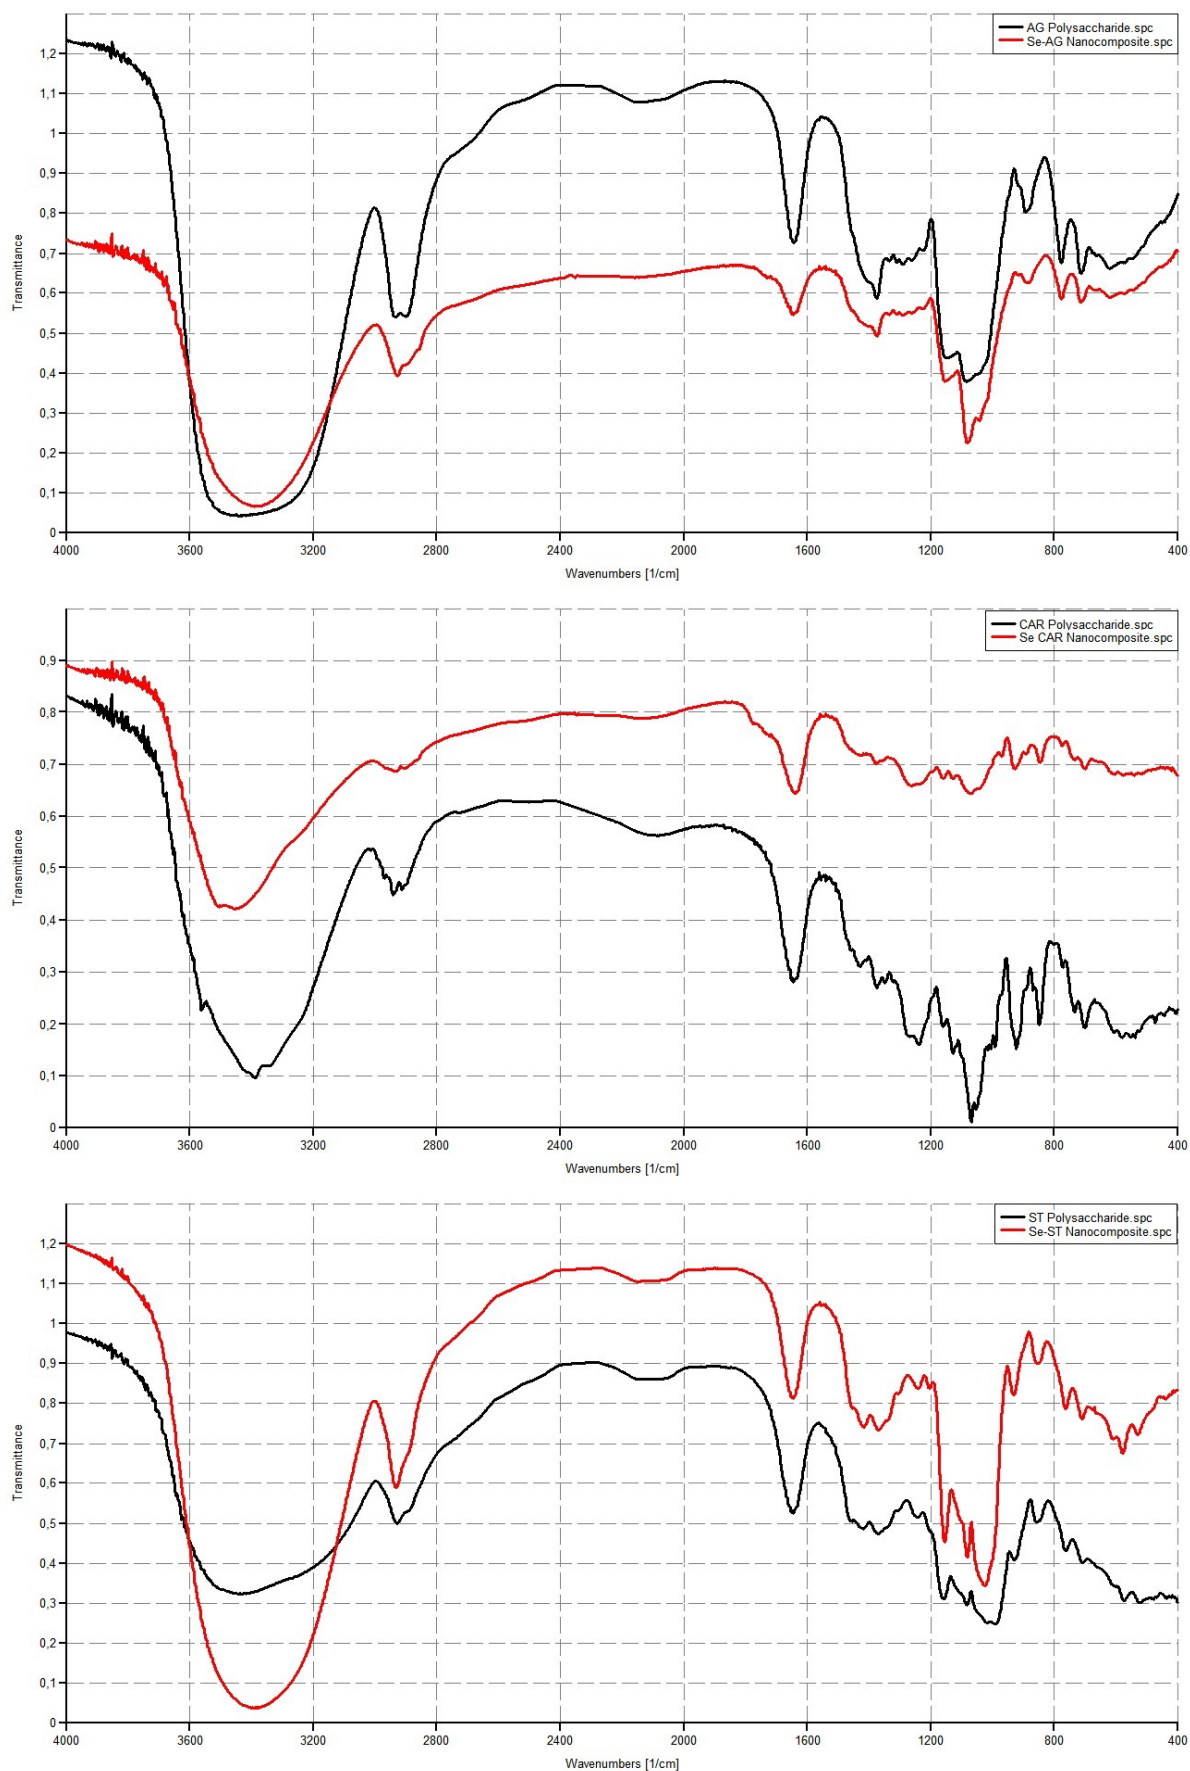 AG Polysaccharide.spc
Se-AG Nanocomposite.spc
1,2
1,1
1
0,9
0,8
0,7
0,6
0,5
0,4
0,3
0,2
0,1
0
Transmittance
4000 3600 3200 2800 2400 2000 1600 1200 800 400
Wavenumbers [1/cm]
CAR Polysaccharide.spc
Se CAR Nanocomposite.spc
0,9
0,8
0,7
0,6
0,5
0,4
0,3
0,2
0,1
0
Transmittance
4000 3600 3200 2800 2400 2000 1600 1200 800 400
Wavenumbers [1/cm]
ST Polysaccharide.spc
Se-ST Nanocomposite.spc
1,2
1,1
1
0,9
0,8
0,7
0,6
0,5
0,4
0,3
0,2
0,1
0
Transmittance
4000 3600 3200 2800 2400 2000 1600 1200 800 400
Wavenumbers [1/cm]